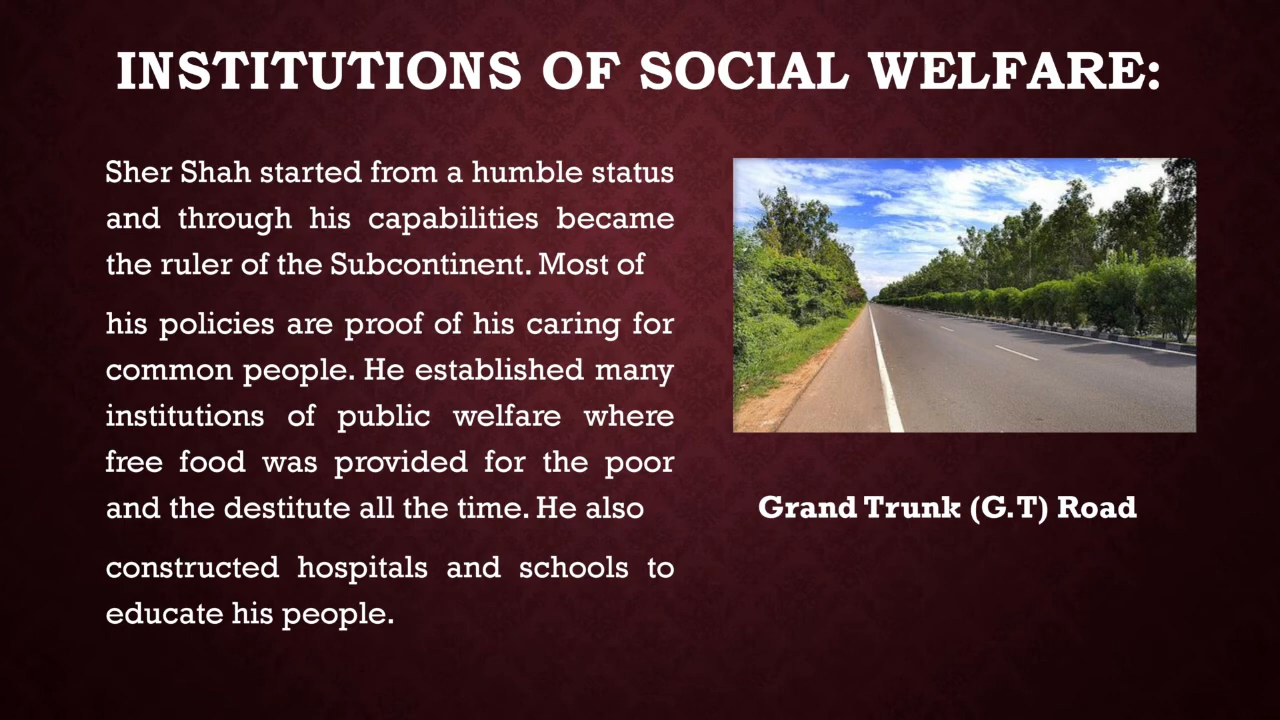 INSTITUTIONS OF SOCIAL WELFARE:
Sher Shah started from a humble status
and through his capabilities became
the ruler of the Subcontinent. Most of
his policies are proof of his caring for
common people. He established many
institutions of public welfare where
free food was provided for the poor
and the destitute all the time. He also
constructed hospitals and schools to
educate his people.
Grand Trunk (G.T) Road